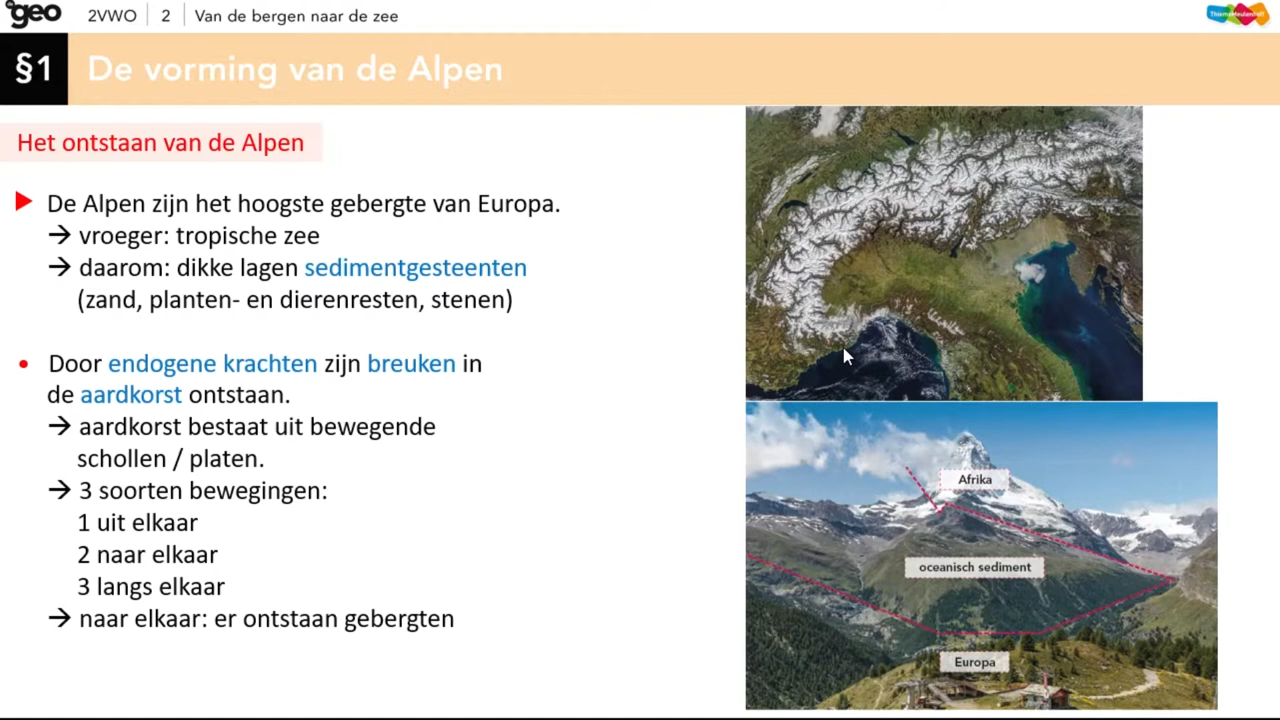 geo
2VWO 2 Van de bergen naar de zee
ThiemeMeulenhoff
§1 De vorming van de Alpen
Het ontstaan van de Alpen
De Alpen zijn het hoogste gebergte van Europa.
→ vroeger: tropische zee
→ daarom: dikke lagen sedimentgesteenten
(zand, planten- en dierenresten, stenen)
• Door endogene krachten zijn breuken in
de aardkorst ontstaan.
→ aardkorst bestaat uit bewegende
schollen / platen.
→ 3 soorten bewegingen:
1 uit elkaar
2 naar elkaar
3 langs elkaar
→ naar elkaar: er ontstaan gebergten
Afrika
oceanisch sediment
Europa